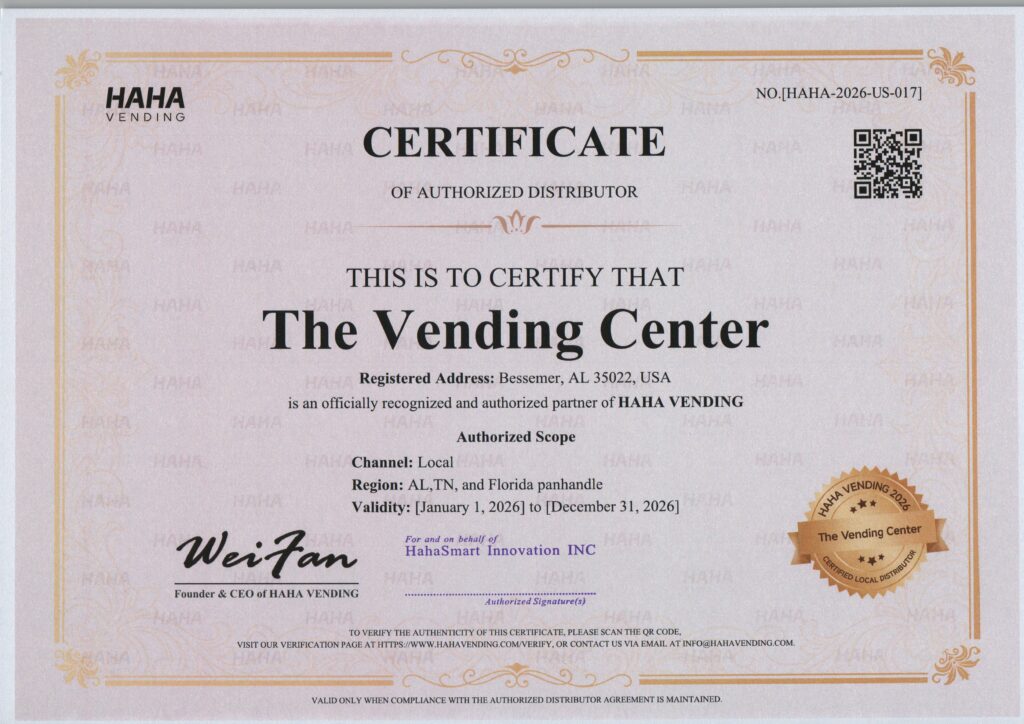 HAHA
VENDING
NO.[HAHA-2026-US-017]
CERTIFICATE
OF AUTHORIZED DISTRIBUTOR
THIS IS TO CERTIFY THAT
The Vending Center
Registered Address: Bessemer, AL 35022, USA
is an officially recognized and authorized partner of HAHA VENDING
Authorized Scope
Channel: Local
Region: AL,TN, and Florida panhandle
Validity: [January 1, 2026] to [December 31, 2026]
HAHA VENDING 2026
The Vending Center
CERTIFIED LOCAL DISTRIBUTOR
WeiFan
Founder & CEO of HAHA VENDING
For and on behalf of
HahaSmart Innovation INC
Authorized Signature(s)
TO VERIFY THE AUTHENTICITY OF THIS CERTIFICATE, PLEASE SCAN THE QR CODE,
VISIT OUR VERIFICATION PAGE AT HTTPS://WWW.HAHAVENDING.COM/VERIFY, OR CONTACT US VIA EMAIL AT INFO@HAHAVENDING.COM.
VALID ONLY WHEN COMPLIANCE WITH THE AUTHORIZED DISTRIBUTOR AGREEMENT IS MAINTAINED.